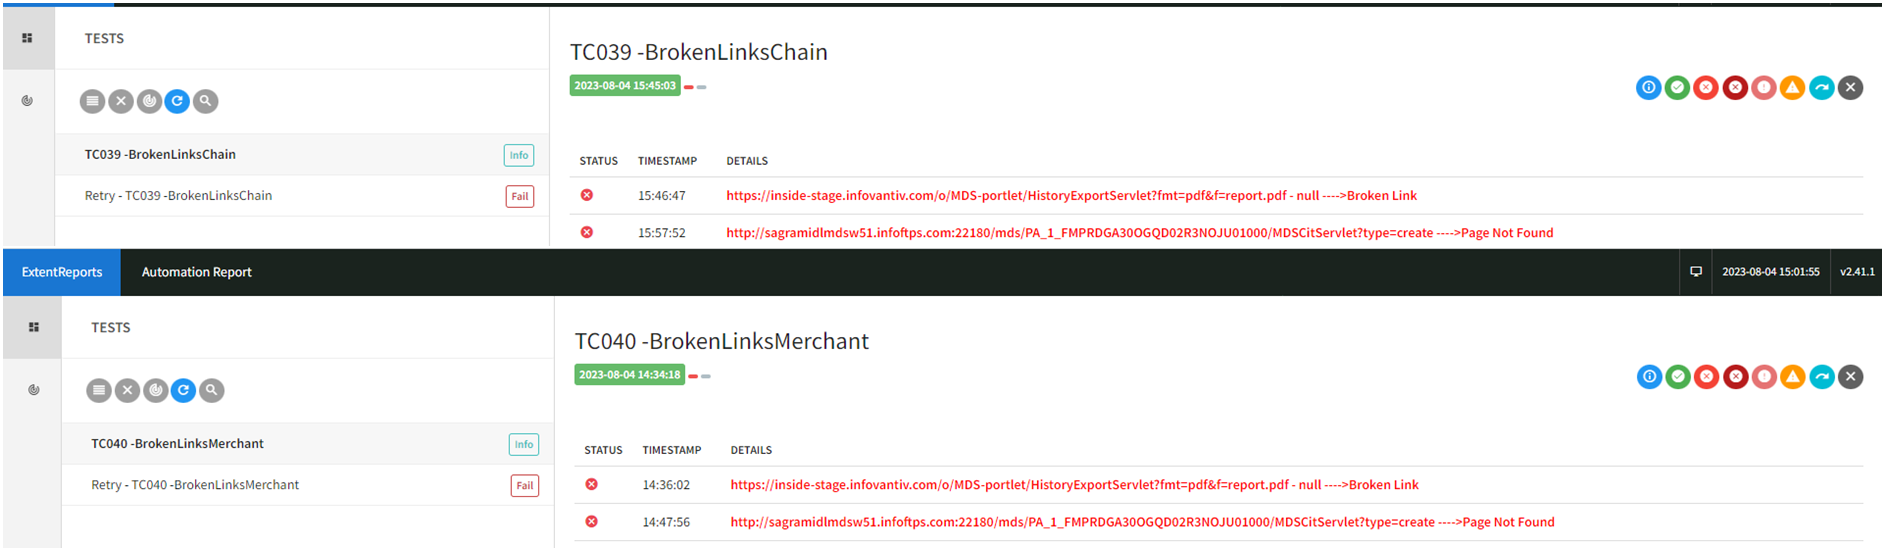 TESTS
TC039 -BrokenLinksChain
2023-08-04 15:45:03
TC039 -BrokenLinksChain Info
Retry - TC039 -BrokenLinksChain Fail
STATUS TIMESTAMP DETAILS
15:46:47 https://inside-stage.infovantiv.com/o/MDS-portlet/HistoryExportServlet?fmt=pdf&f=report.pdf - null ---->Broken Link
15:57:52 http://sagramidlmdsw51.infoftps.com:22180/mds/PA_1_FMPRDGA30OGQD02R3NOJU01000/MDSCitServlet?type=create ---->Page Not Found
ExtentReports Automation Report 2023-08-04 15:01:55 v2.41.1
TESTS
TC040 -BrokenLinksMerchant
2023-08-04 14:34:18
TC040 -BrokenLinksMerchant Info
Retry - TC040 -BrokenLinksMerchant Fail
STATUS TIMESTAMP DETAILS
14:36:02 https://inside-stage.infovantiv.com/o/MDS-portlet/HistoryExportServlet?fmt=pdf&f=report.pdf - null ---->Broken Link
14:47:56 http://sagramidlmdsw51.infoftps.com:22180/mds/PA_1_FMPRDGA30OGQD02R3NOJU01000/MDSCitServlet?type=create ---->Page Not Found